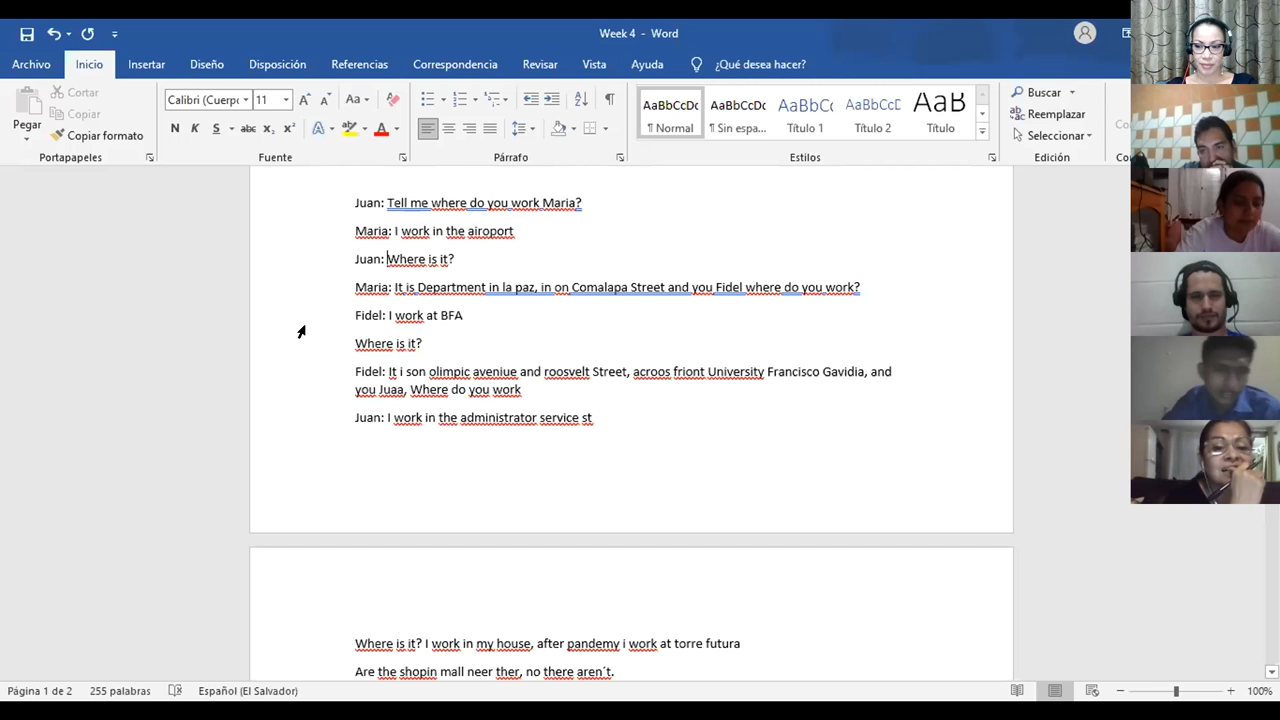 Week 4 - Word
Archivo Inicio Insertar Diseño Disposición Referencias Correspondencia Revisar Vista Ayuda ¿Qué desea hacer?
Pegar
Cortar
Copiar
Copiar formato
Portapapeles
Calibri (Cuerpo 11
Aa
N K S abc x₂ x² A A
Fuente
Párrafo
AaBbCcDc
¶ Normal
AaBbCcDc
¶ Sin espa...
AaBbCc
Título 1
AaBbCcD
Título 2
AaB
Título
Estilos
Buscar
Reemplazar
Seleccionar
Edición
Juan: Tell me where do you work Maria?
Maria: I work in the airoport
Juan: Where is it?
Maria: It is Department in la paz, in on Comalapa Street and you Fidel where do you work?
Fidel: I work at BFA
Where is it?
Fidel: It i son olimpic aveniue and roosvelt Street, acroos friont University Francisco Gavidia, and
you Juaa, Where do you work
Juan: I work in the administrator service st
Where is it? I work in my house, after pandemy i work at torre futura
Are the shopin mall neer ther, no there aren´t.
Página 1 de 2 255 palabras Español (El Salvador) 100%